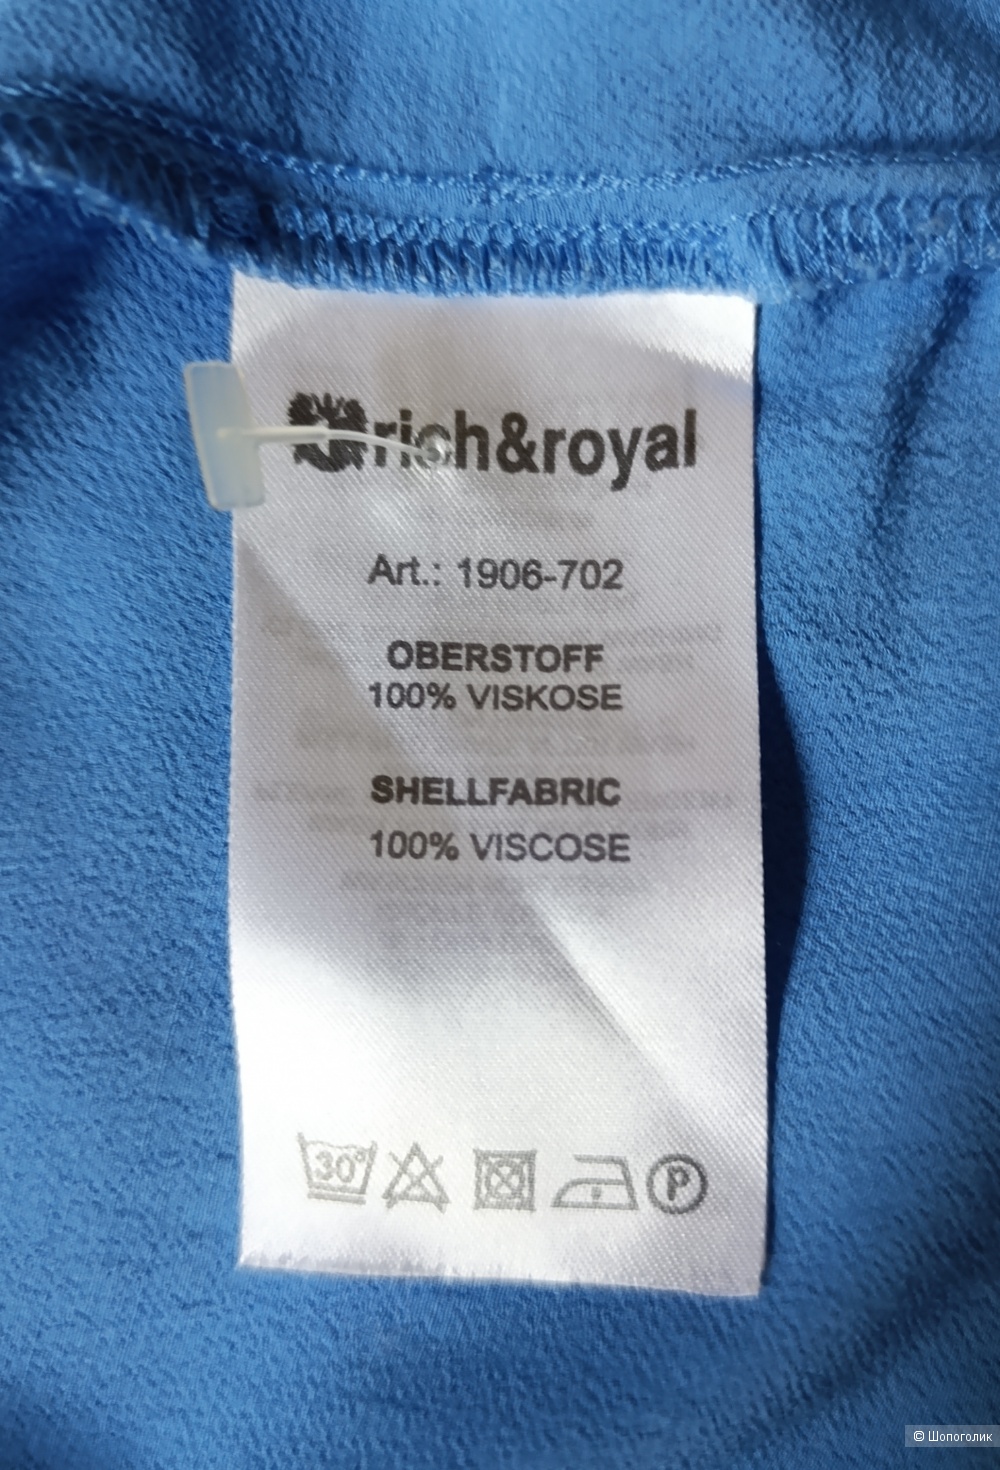 rich&royal
Art.: 1906-702
OBERSTOFF
100% VISKOSE
SHELLFABRIC
100% VISCOSE
30°
P
© Шопоголик